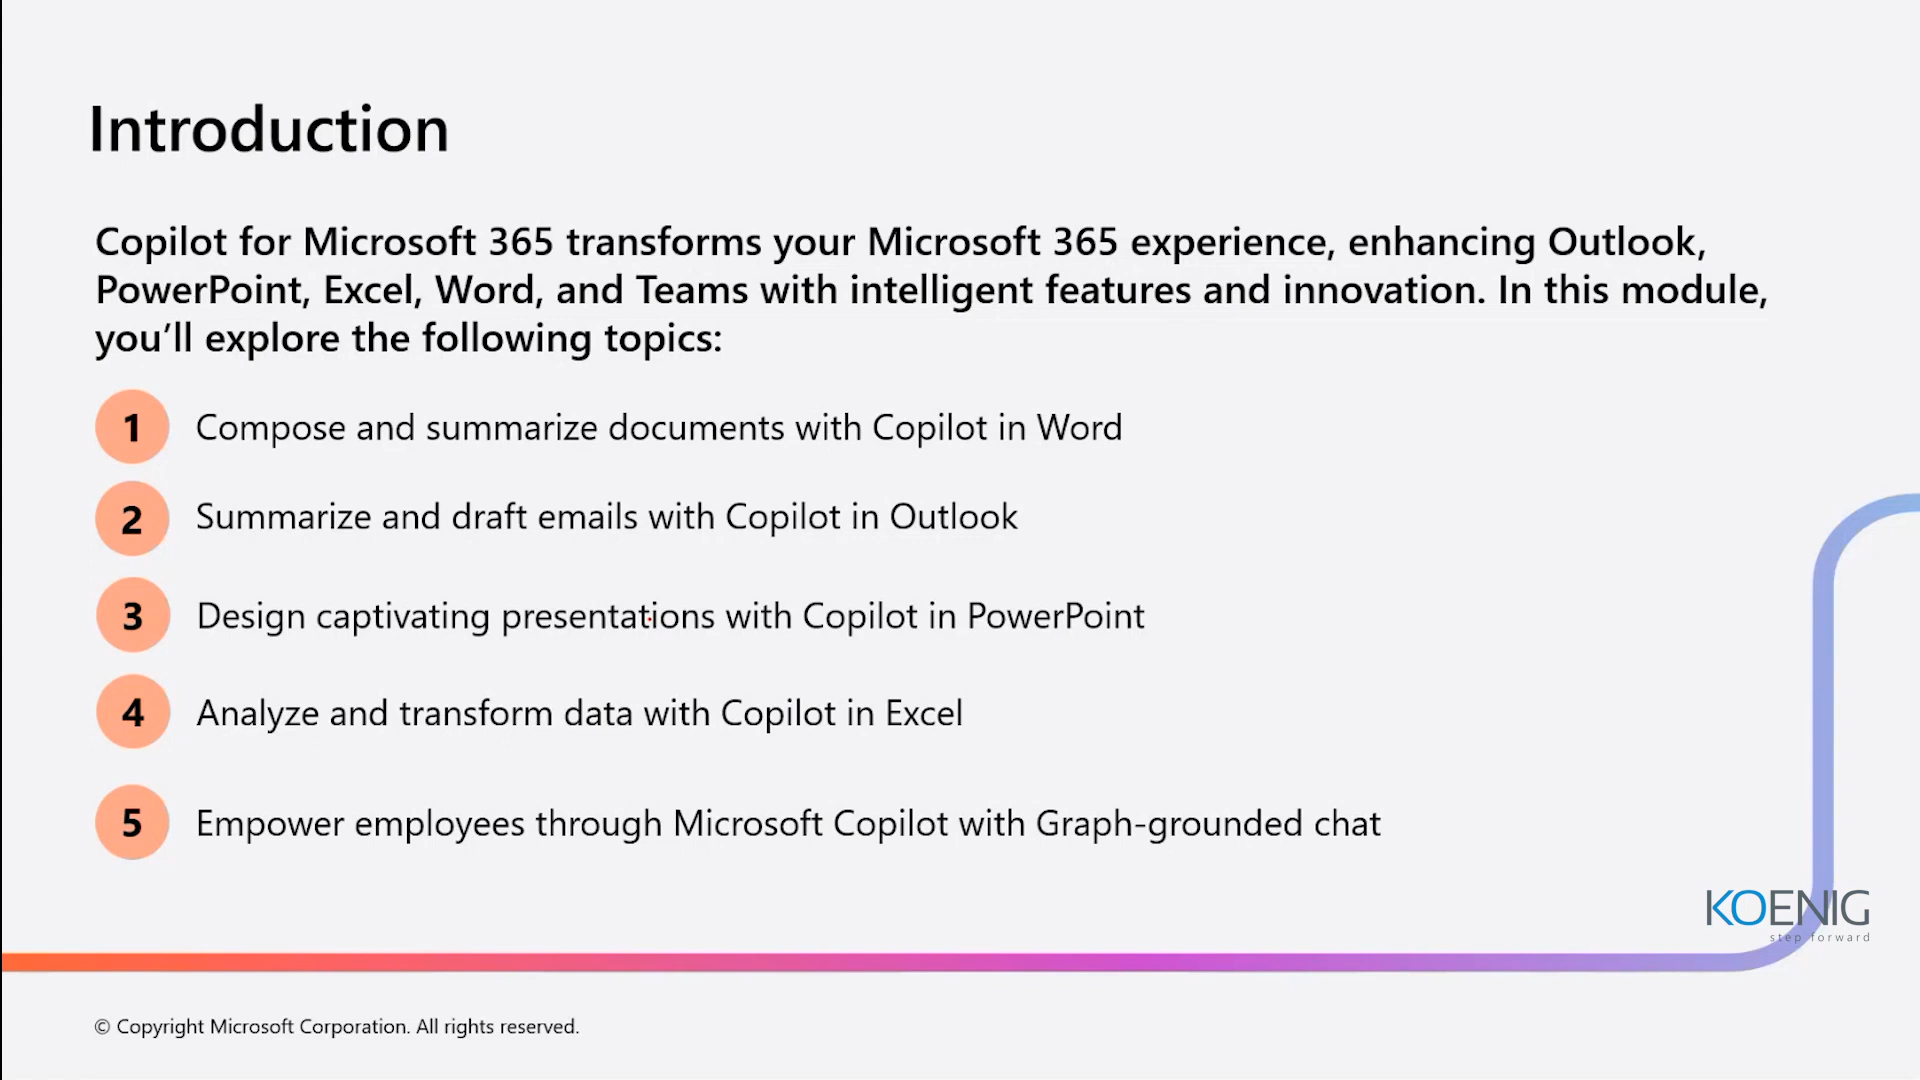 Introduction
Copilot for Microsoft 365 transforms your Microsoft 365 experience, enhancing Outlook,
PowerPoint, Excel, Word, and Teams with intelligent features and innovation. In this module,
you’ll explore the following topics:
1 Compose and summarize documents with Copilot in Word
2 Summarize and draft emails with Copilot in Outlook
3 Design captivating presentations with Copilot in PowerPoint
4 Analyze and transform data with Copilot in Excel
5 Empower employees through Microsoft Copilot with Graph-grounded chat
KOENIG
step forward
© Copyright Microsoft Corporation. All rights reserved.